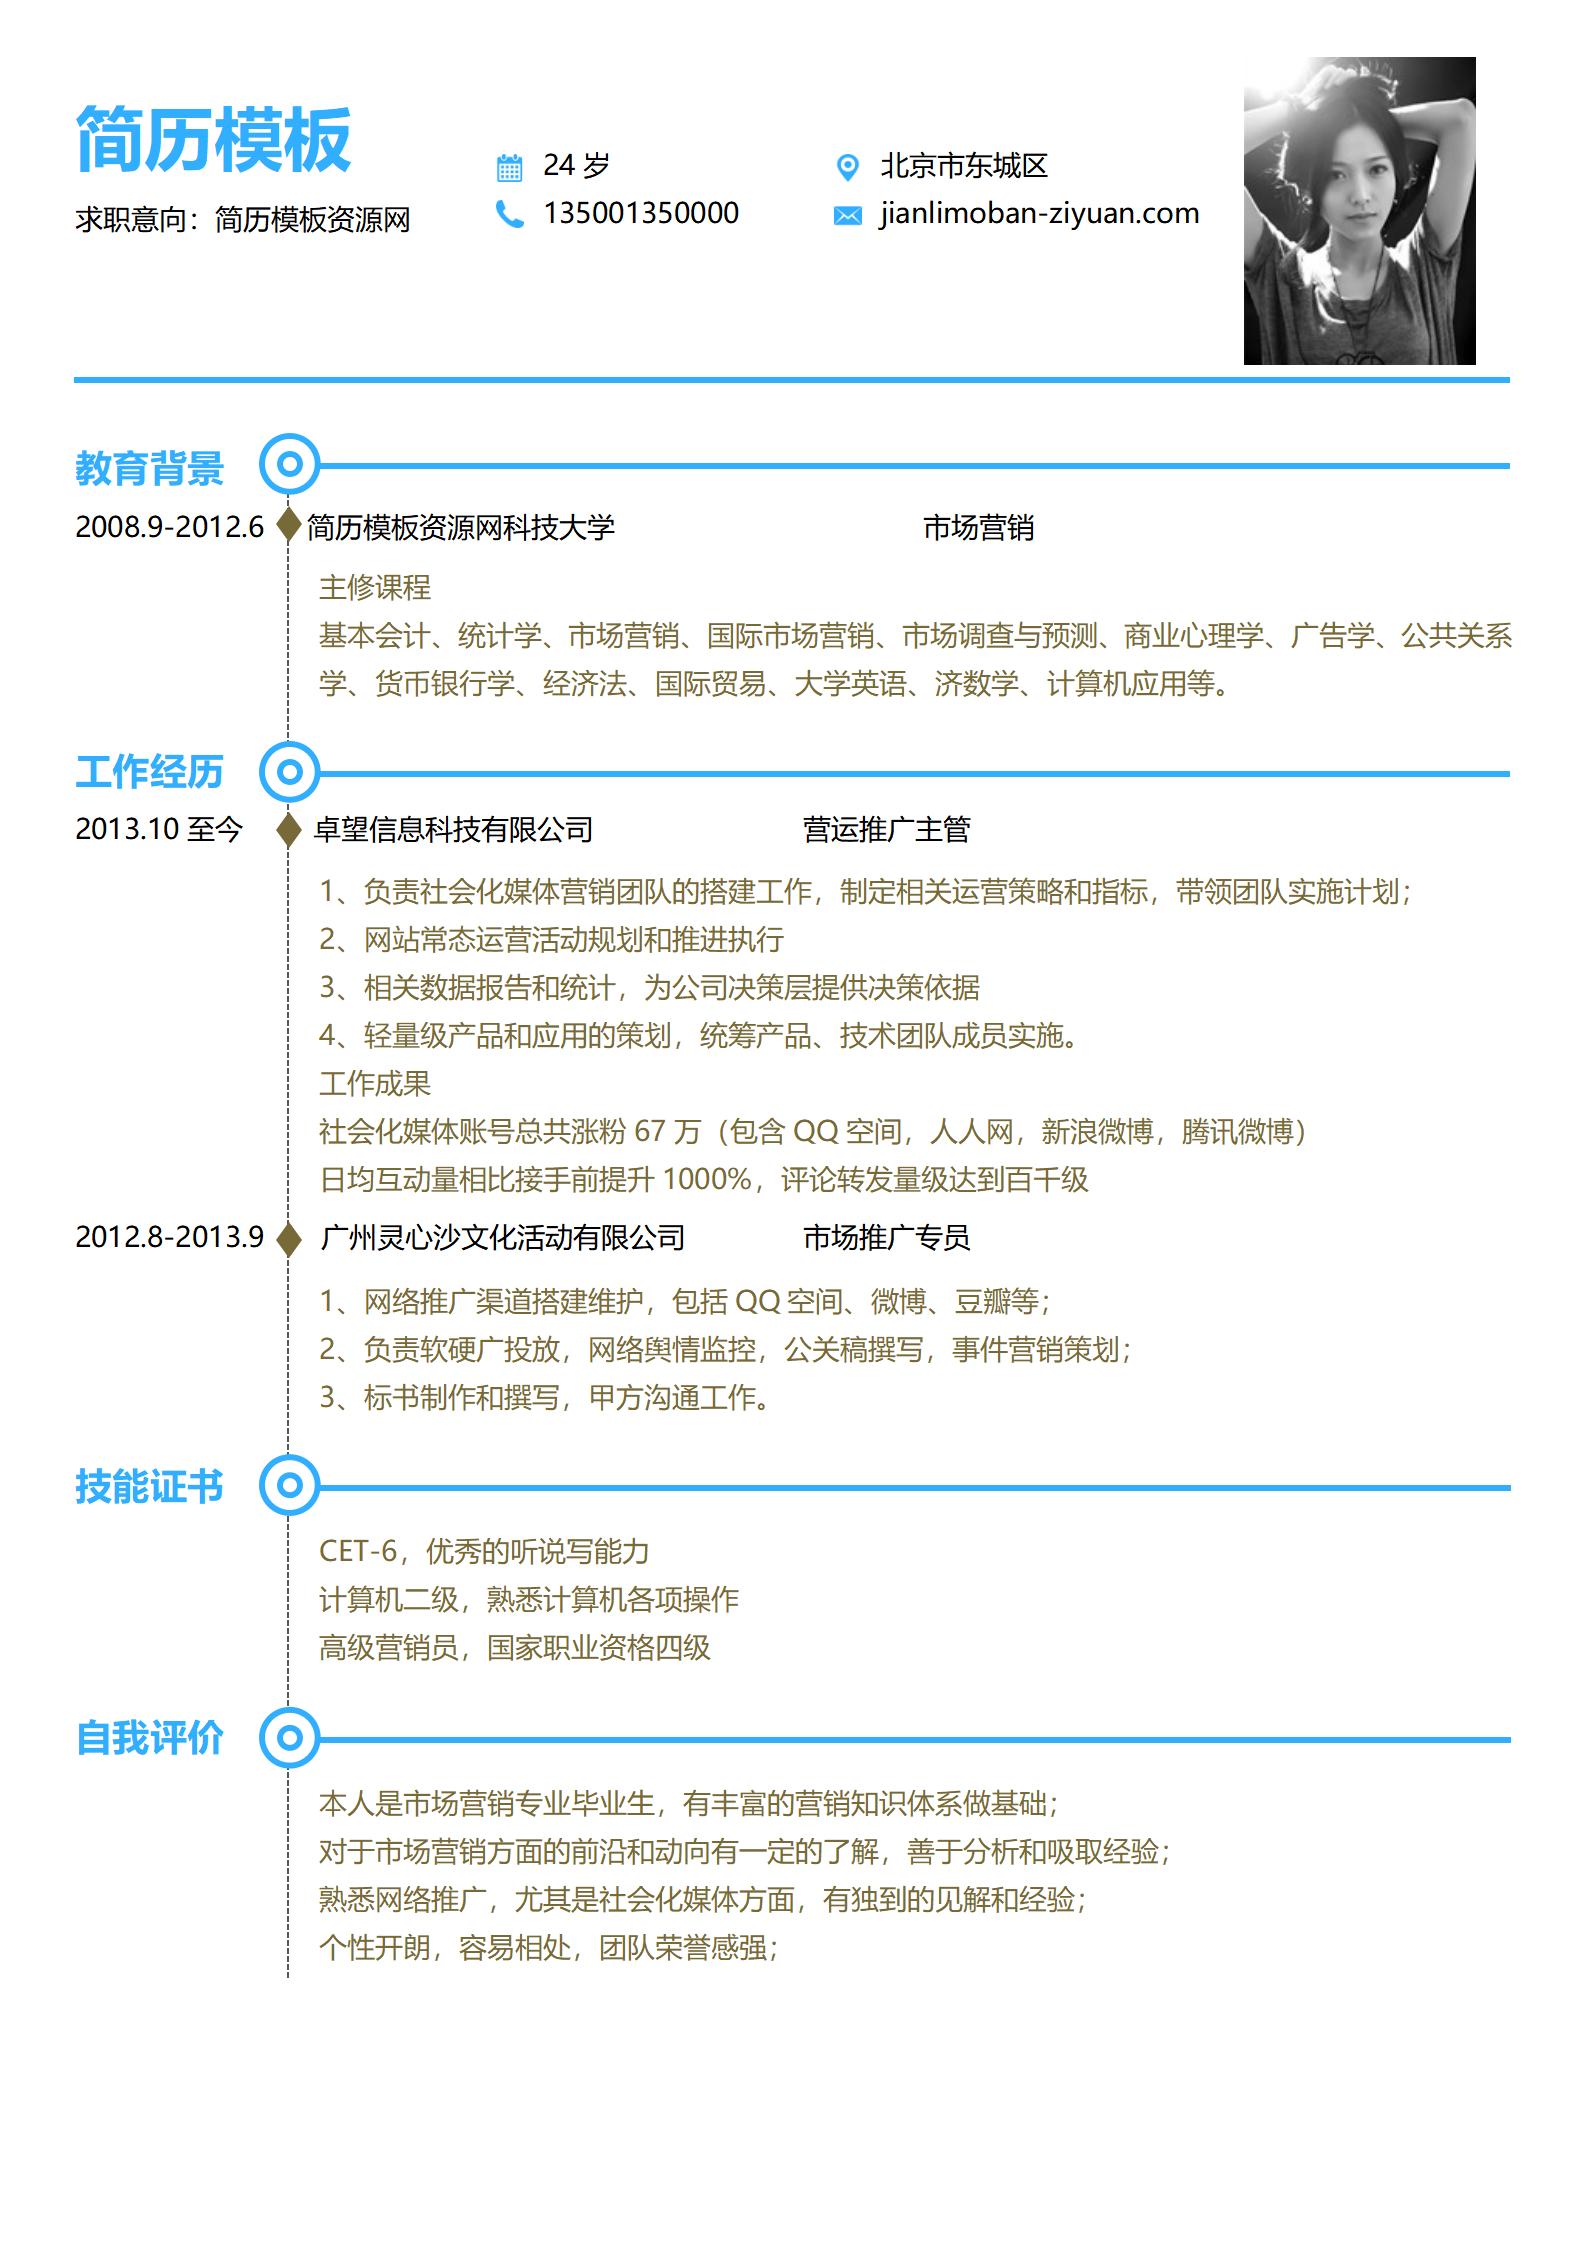 简历模板
求职意向：简历模板资源网
24 岁
北京市东城区
135001350000
jianlimoban-ziyuan.com
教育背景
2008.9-2012.6 简历模板资源网科技大学 市场营销
主修课程
基本会计、统计学、市场营销、国际市场营销、市场调查与预测、商业心理学、广告学、公共关系
学、货币银行学、经济法、国际贸易、大学英语、济数学、计算机应用等。
工作经历
2013.10 至今 卓望信息科技有限公司 营运推广主管
1、负责社会化媒体营销团队的搭建工作，制定相关运营策略和指标，带领团队实施计划；
2、网站常态运营活动规划和推进执行
3、相关数据报告和统计，为公司决策层提供决策依据
4、轻量级产品和应用的策划，统筹产品、技术团队成员实施。
工作成果
社会化媒体账号总共涨粉 67 万（包含 QQ 空间，人人网，新浪微博，腾讯微博）
日均互动量相比接手前提升 1000%，评论转发量级达到百千级
2012.8-2013.9 广州灵心沙文化活动有限公司 市场推广专员
1、网络推广渠道搭建维护，包括 QQ 空间、微博、豆瓣等；
2、负责软硬广投放，网络舆情监控，公关稿撰写，事件营销策划；
3、标书制作和撰写，甲方沟通工作。
技能证书
CET-6，优秀的听说写能力
计算机二级，熟悉计算机各项操作
高级营销员，国家职业资格四级
自我评价
本人是市场营销专业毕业生，有丰富的营销知识体系做基础；
对于市场营销方面的前沿和动向有一定的了解，善于分析和吸取经验；
熟悉网络推广，尤其是社会化媒体方面，有独到的见解和经验；
个性开朗，容易相处，团队荣誉感强；